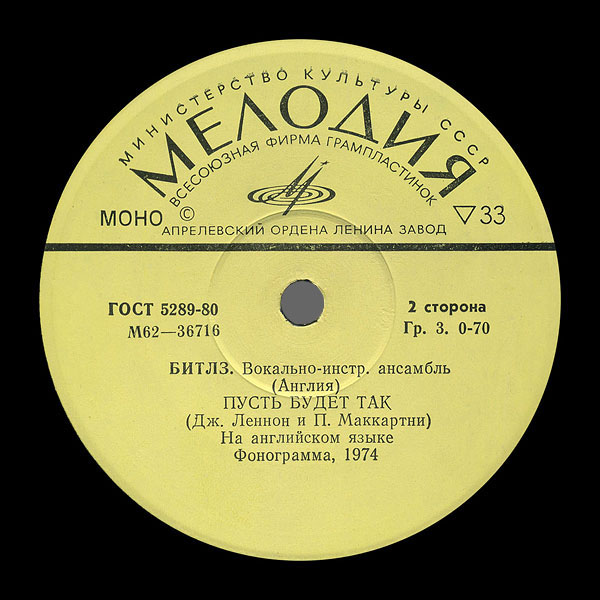 МИНИСТЕРСТВО КУЛЬТУРЫ СССР
МЕЛОДИЯ
ВСЕСОЮЗНАЯ ФИРМА ГРАМПЛАСТИНОК
МОНО © ▽33
АПРЕЛЕВСКИЙ ОРДЕНА ЛЕНИНА ЗАВОД
ГОСТ 5289-80 2 сторона
М62—36716 Гр. 3. 0-70
БИТЛЗ. Вокально-инстр. ансамбль
(Англия)
ПУСТЬ БУДЕТ ТАК
(Дж. Леннон и П. Маккартни)
На английском языке
Фонограмма, 1974